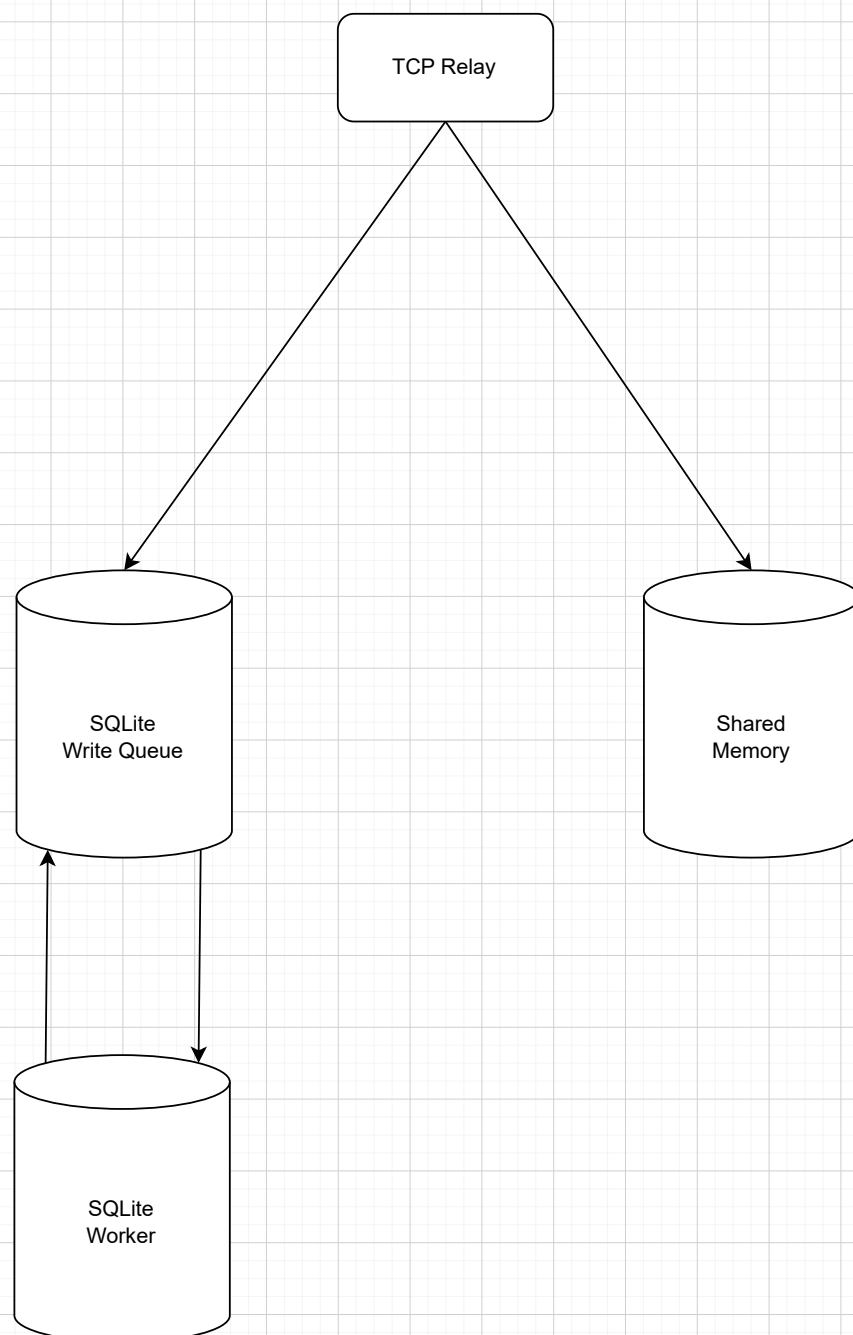 TCP Relay
SQLite
Write Queue
Shared
Memory
SQLite
Worker